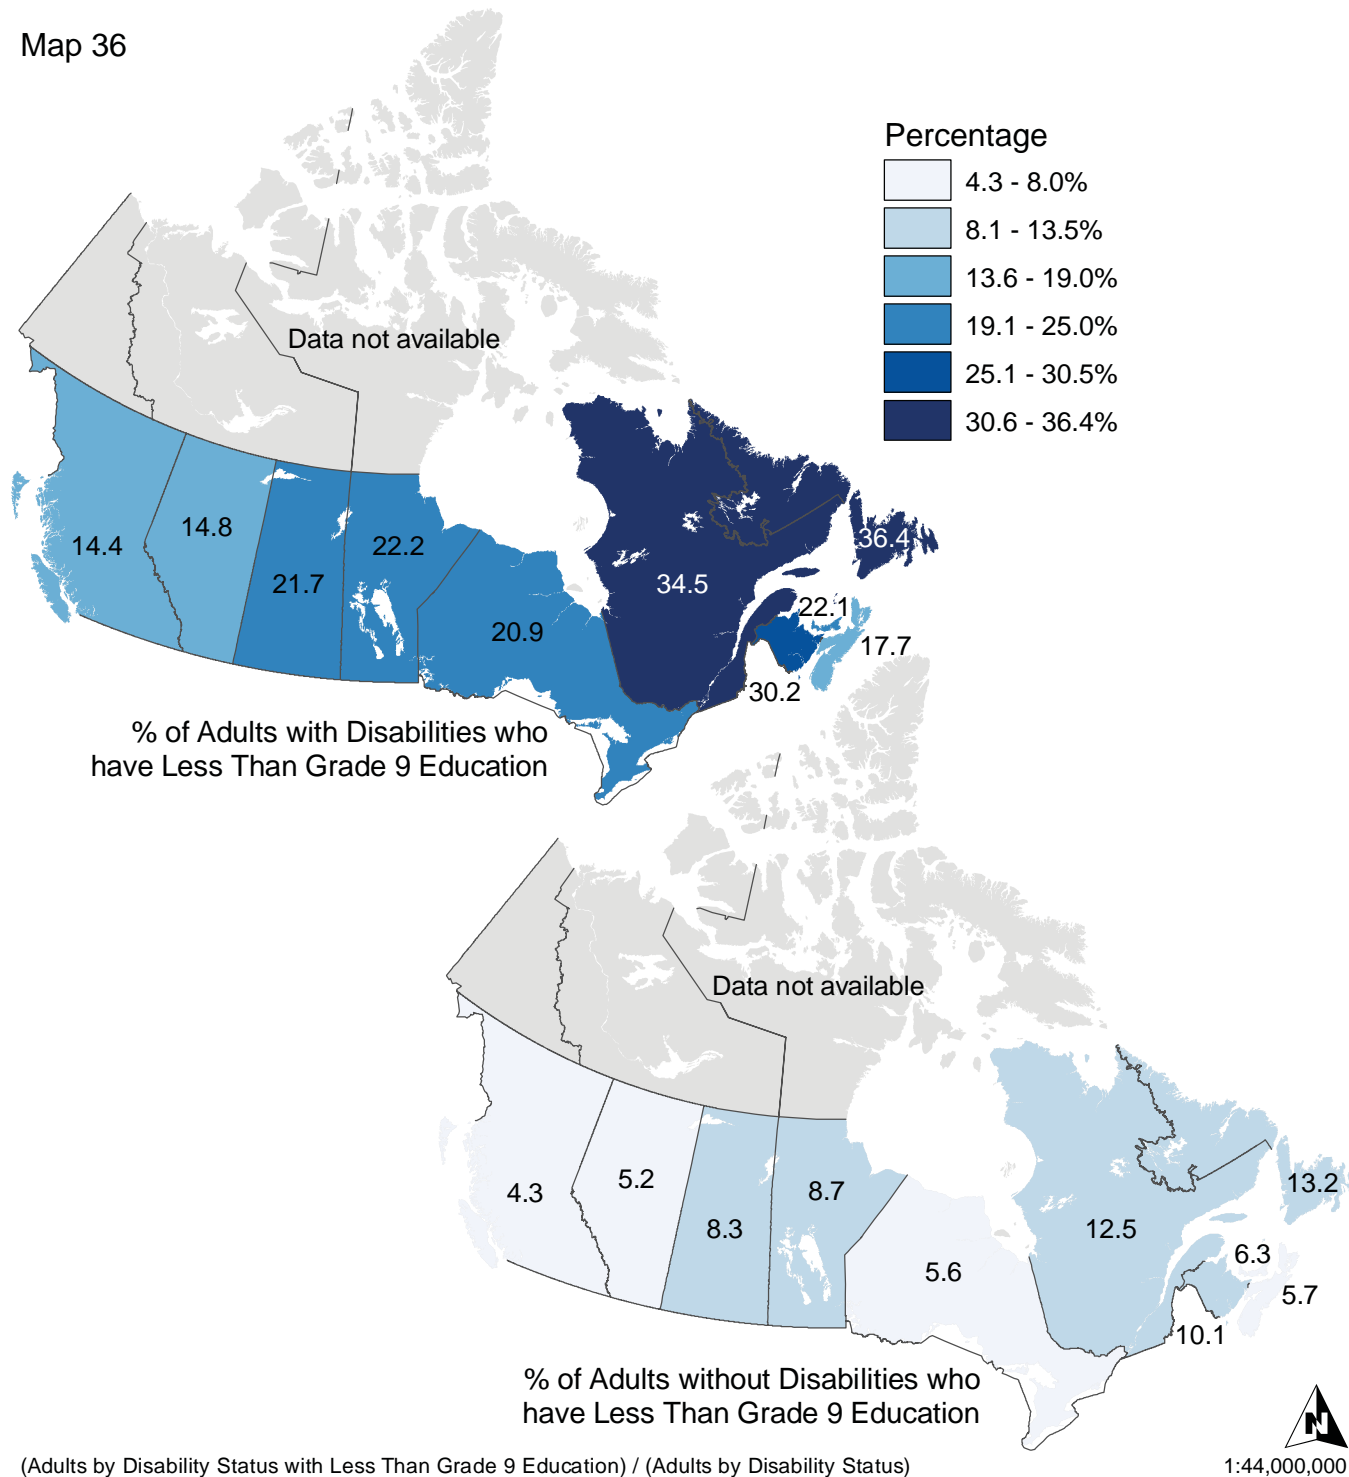 Map 36
Percentage
4.3 - 8.0%
8.1 - 13.5%
13.6 - 19.0%
19.1 - 25.0%
25.1 - 30.5%
30.6 - 36.4%
Data not available
14.4
14.8
21.7
22.2
20.9
34.5
36.4
22.1
17.7
30.2
% of Adults with Disabilities who
have Less Than Grade 9 Education
Data not available
4.3
5.2
8.3
8.7
5.6
12.5
13.2
6.3
5.7
10.1
% of Adults without Disabilities who
have Less Than Grade 9 Education
N
(Adults by Disability Status with Less Than Grade 9 Education) / (Adults by Disability Status)
1:44,000,000